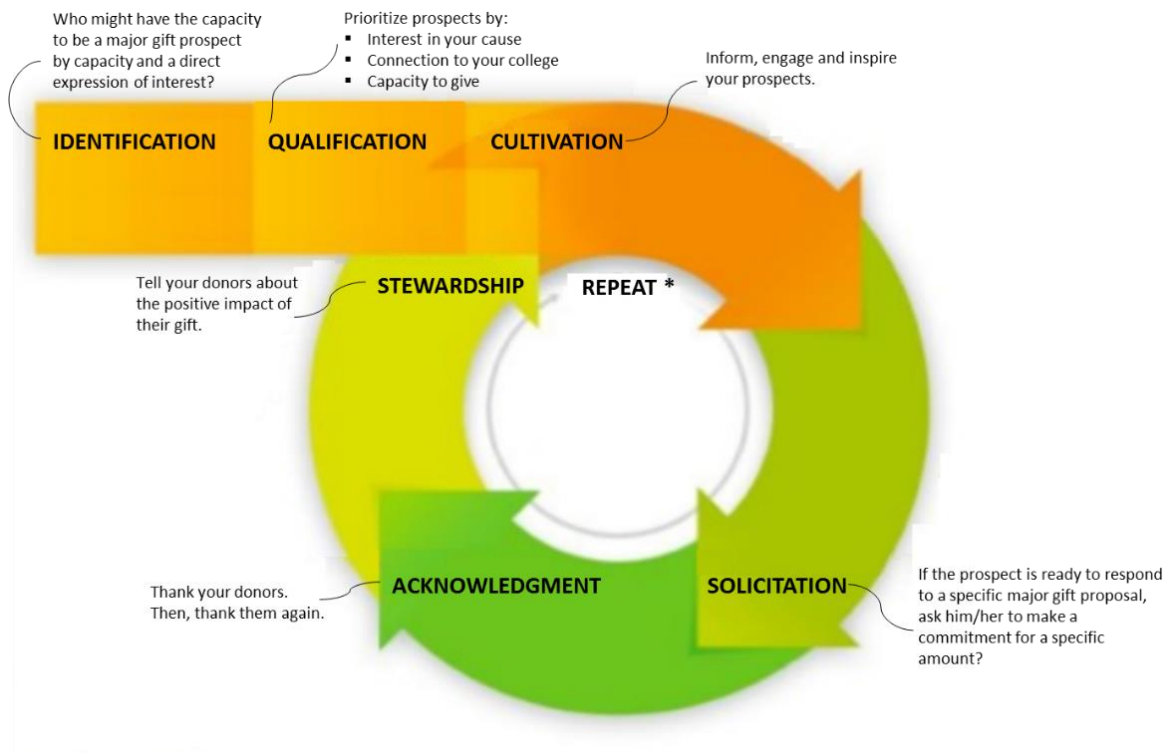 Who might have the capacity
to be a major gift prospect
by capacity and a direct
expression of interest?
Prioritize prospects by:
▪ Interest in your cause
▪ Connection to your college
▪ Capacity to give
Inform, engage and inspire
your prospects.
IDENTIFICATION
QUALIFICATION
CULTIVATION
Tell your donors about
the positive impact of
their gift.
STEWARDSHIP
REPEAT *
Thank your donors.
Then, thank them again.
ACKNOWLEDGMENT
SOLICITATION
If the prospect is ready to respond
to a specific major gift proposal,
ask him/her to make a
commitment for a specific
amount?